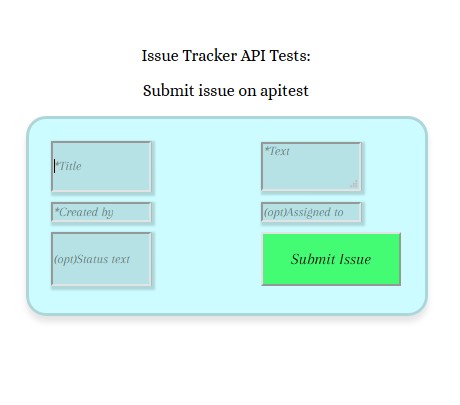 Issue Tracker API Tests:
Submit issue on apitest
*Title
*Text
*Created by
(opt)Assigned to
(opt)Status text
Submit Issue